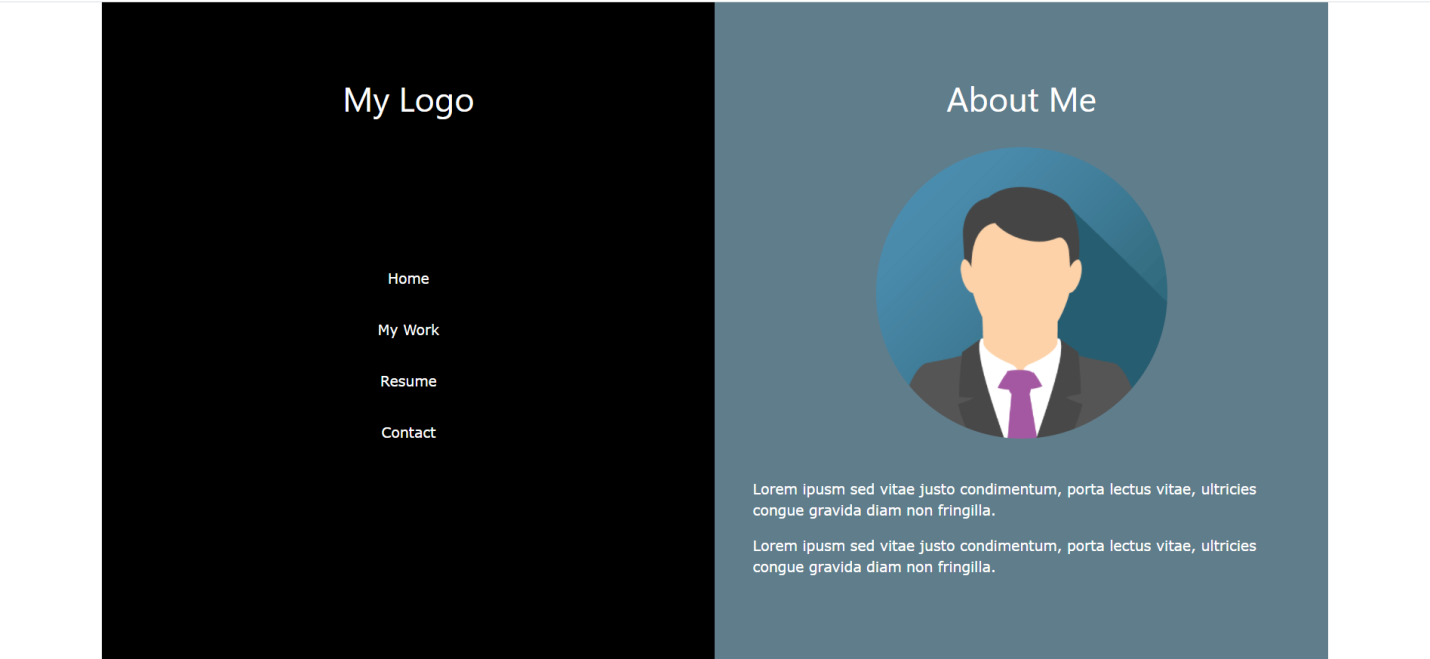 My Logo
Home
My Work
Resume
Contact
About Me
Lorem ipusm sed vitae justo condimentum, porta lectus vitae, ultricies
congue gravida diam non fringilla.
Lorem ipusm sed vitae justo condimentum, porta lectus vitae, ultricies
congue gravida diam non fringilla.